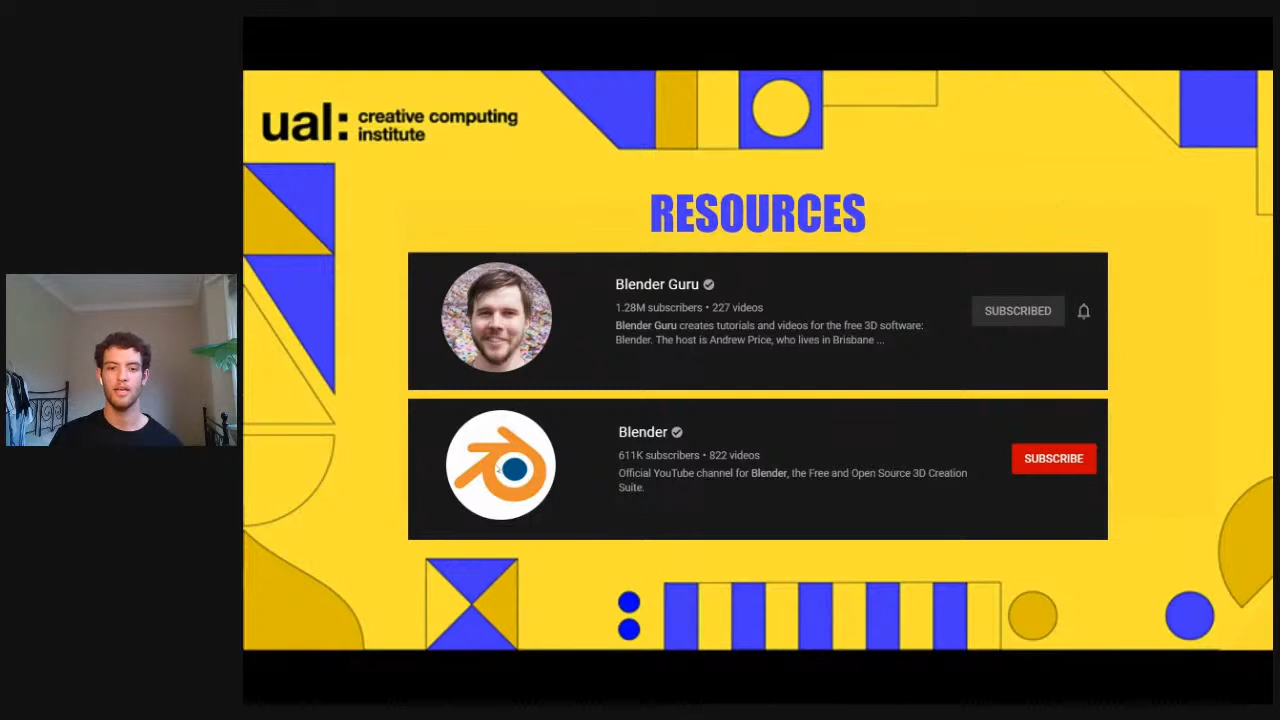 ual: creative computing
institute
RESOURCES
Blender Guru
1.28M subscribers • 227 videos
Blender Guru creates tutorials and videos for the free 3D software:
Blender. The host is Andrew Price, who lives in Brisbane ...
SUBSCRIBED
Blender
611K subscribers • 822 videos
Official YouTube channel for Blender, the Free and Open Source 3D Creation
Suite.
SUBSCRIBE